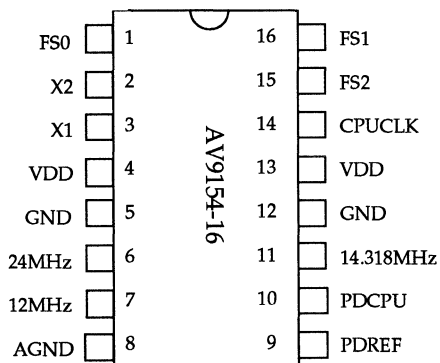 FS0 1 16 FS1
X2 2 15 FS2
X1 3 14 CPUCLK
VDD 4 13 VDD
GND 5 12 GND
24MHz 6 11 14.318MHz
12MHz 7 10 PDCPU
AGND 8 9 PDREF
AV9154-16